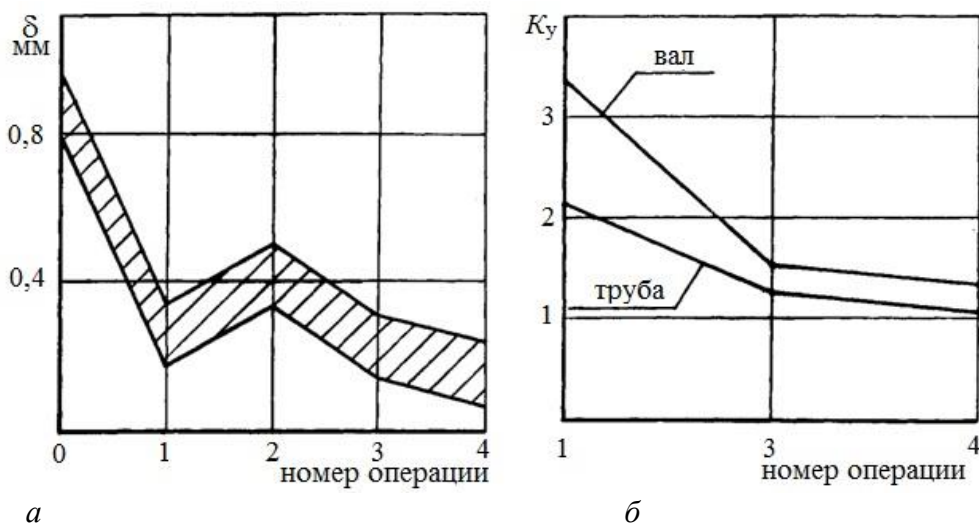 δ
мм
0,8
0,4
0 1 2 3 4
номер операции
а
Kу
вал
3
2
труба
1
1 3 4
номер операции
б